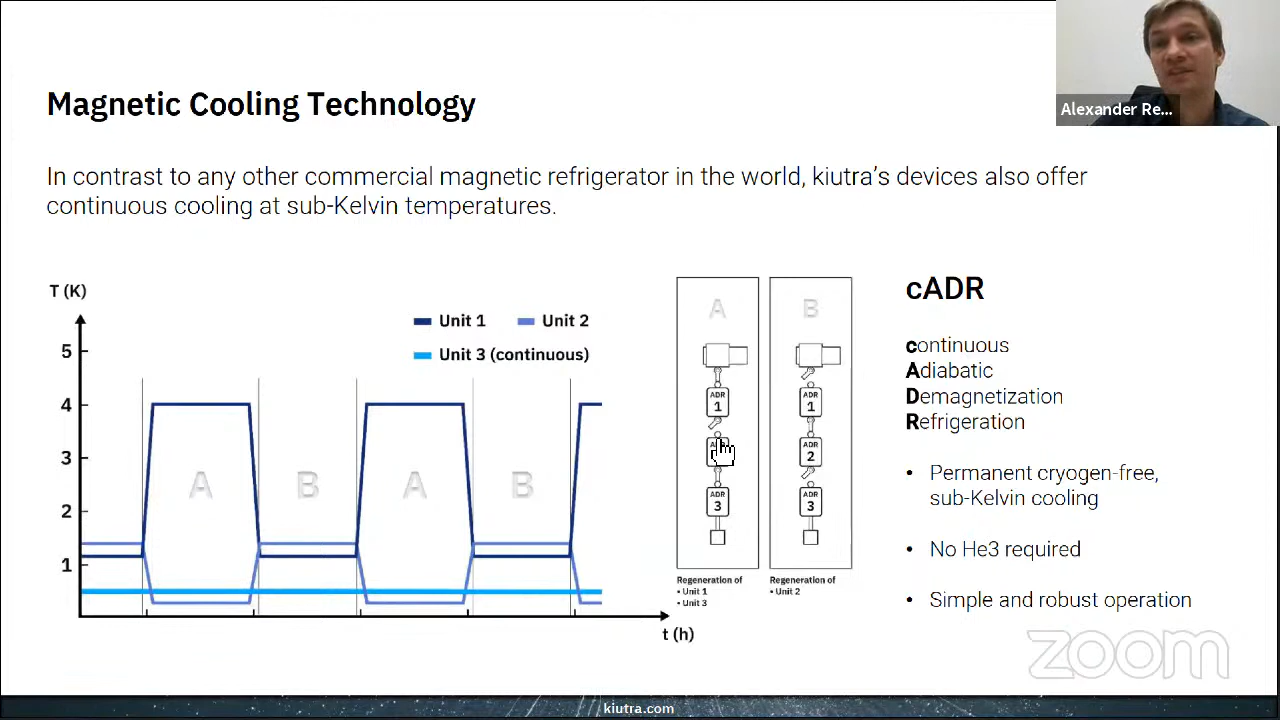 Alexander Re...
Magnetic Cooling Technology
In contrast to any other commercial magnetic refrigerator in the world, kiutra's devices also offer
continuous cooling at sub-Kelvin temperatures.
T (K)
Unit 1
Unit 2
Unit 3 (continuous)
5
4
3
2
1
A
B
A
B
t (h)
A
ADR
1
ADR
3
Regeneration of
• Unit 1
• Unit 3
B
ADR
1
ADR
2
ADR
3
Regeneration of
• Unit 2
cADR
continuous
Adiabatic
Demagnetization
Refrigeration
• Permanent cryogen-free,
sub-Kelvin cooling
• No He3 required
• Simple and robust operation
zoom
kiutra.com